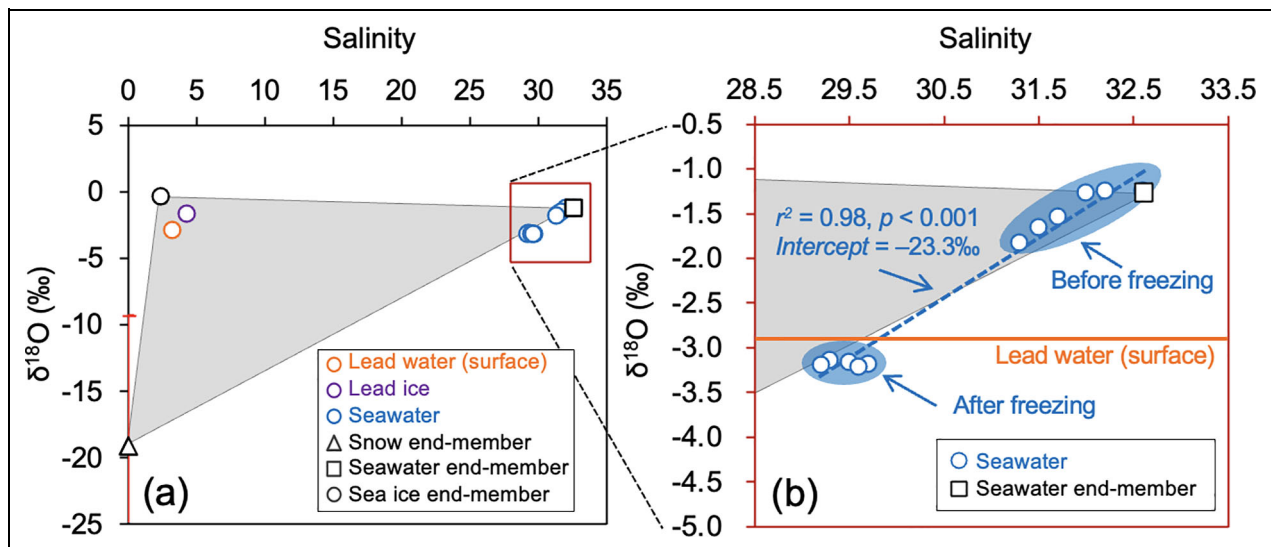 Salinity
0 5 10 15 20 25 30 35
5
0
-5
-10
-15
-20
-25
δ¹⁸O (‰)
Lead water (surface)
Lead ice
Seawater
Snow end-member
Seawater end-member
Sea ice end-member
(a)
Salinity
28.5 29.5 30.5 31.5 32.5 33.5
-0.5
-1.0
-1.5
-2.0
-2.5
-3.0
-3.5
-4.0
-4.5
-5.0
δ¹⁸O (‰)
r² = 0.98, p < 0.001
Intercept = –23.3‰
Before freezing
Lead water (surface)
After freezing
Seawater
Seawater end-member
(b)